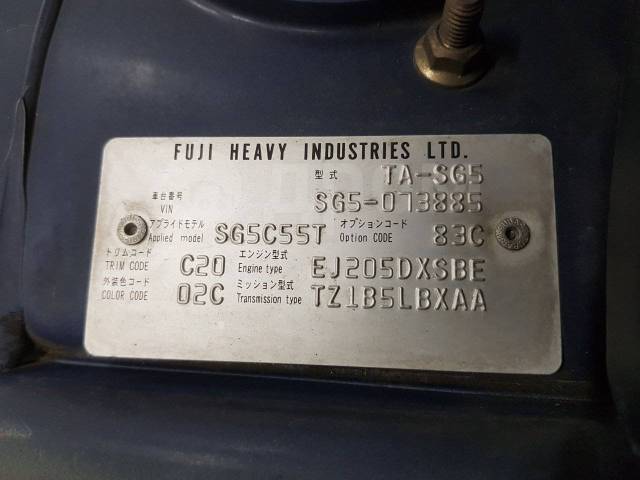 FUJI HEAVY INDUSTRIES LTD.
型式 TA-SG5
車台番号 VIN SG5-073885
アプライドモデル Applied model SG5C55T オプションコード Option CODE 83C
トリムコード TRIM CODE C20 エンジン型式 Engine type EJ205DXSBE
外装色コード COLOR CODE 02C ミッション型式 Transmission type TZ1B5LBXAA